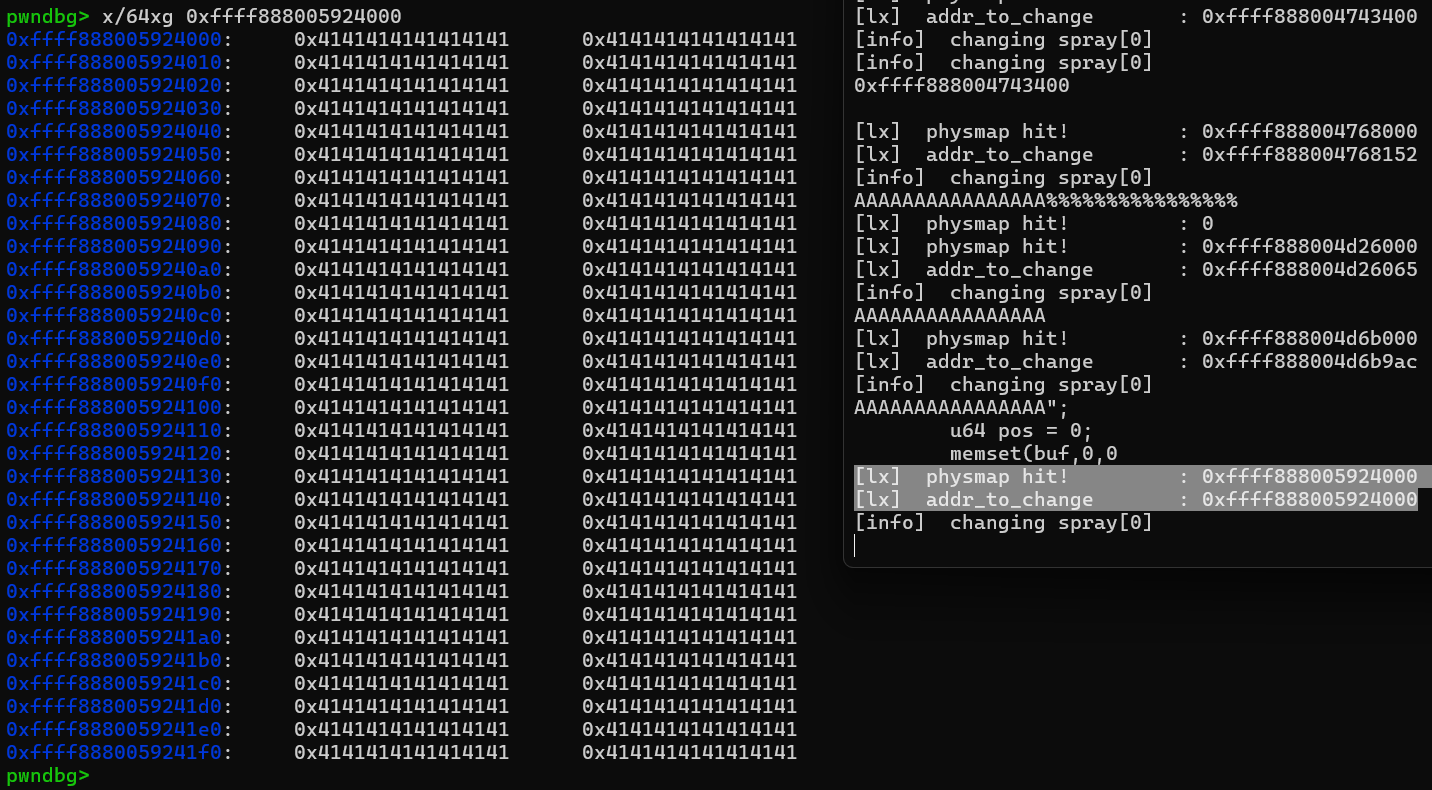 pwndbg> x/64xg 0xffff888005924000
0xffff888005924000:     0x4141414141414141      0x4141414141414141
0xffff888005924010:     0x4141414141414141      0x4141414141414141
0xffff888005924020:     0x4141414141414141      0x4141414141414141
0xffff888005924030:     0x4141414141414141      0x4141414141414141
0xffff888005924040:     0x4141414141414141      0x4141414141414141
0xffff888005924050:     0x4141414141414141      0x4141414141414141
0xffff888005924060:     0x4141414141414141      0x4141414141414141
0xffff888005924070:     0x4141414141414141      0x4141414141414141
0xffff888005924080:     0x4141414141414141      0x4141414141414141
0xffff888005924090:     0x4141414141414141      0x4141414141414141
0xffff8880059240a0:     0x4141414141414141      0x4141414141414141
0xffff8880059240b0:     0x4141414141414141      0x4141414141414141
0xffff8880059240c0:     0x4141414141414141      0x4141414141414141
0xffff8880059240d0:     0x4141414141414141      0x4141414141414141
0xffff8880059240e0:     0x4141414141414141      0x4141414141414141
0xffff8880059240f0:     0x4141414141414141      0x4141414141414141
0xffff888005924100:     0x4141414141414141      0x4141414141414141
0xffff888005924110:     0x4141414141414141      0x4141414141414141
0xffff888005924120:     0x4141414141414141      0x4141414141414141
0xffff888005924130:     0x4141414141414141      0x4141414141414141
0xffff888005924140:     0x4141414141414141      0x4141414141414141
0xffff888005924150:     0x4141414141414141      0x4141414141414141
0xffff888005924160:     0x4141414141414141      0x4141414141414141
0xffff888005924170:     0x4141414141414141      0x4141414141414141
0xffff888005924180:     0x4141414141414141      0x4141414141414141
0xffff888005924190:     0x4141414141414141      0x4141414141414141
0xffff8880059241a0:     0x4141414141414141      0x4141414141414141
0xffff8880059241b0:     0x4141414141414141      0x4141414141414141
0xffff8880059241c0:     0x4141414141414141      0x4141414141414141
0xffff8880059241d0:     0x4141414141414141      0x4141414141414141
0xffff8880059241e0:     0x4141414141414141      0x4141414141414141
0xffff8880059241f0:     0x4141414141414141      0x4141414141414141
pwndbg>
[lx]  addr_to_change       : 0xffff888004743400
[info]  changing spray[0]
[info]  changing spray[0]
0xffff888004743400
[lx]  physmap hit!         : 0xffff888004768000
[lx]  addr_to_change       : 0xffff888004768152
[info]  changing spray[0]
AAAAAAAAAAAAAAAA%%%%%%%%%%%%%%%%
[lx]  physmap hit!         : 0
[lx]  physmap hit!         : 0xffff888004d26000
[lx]  addr_to_change       : 0xffff888004d26065
[info]  changing spray[0]
AAAAAAAAAAAAAAAA
[lx]  physmap hit!         : 0xffff888004d6b000
[lx]  addr_to_change       : 0xffff888004d6b9ac
[info]  changing spray[0]
AAAAAAAAAAAAAAAA";
        u64 pos = 0;
        memset(buf,0,0
[lx]  physmap hit!         : 0xffff888005924000
[lx]  addr_to_change       : 0xffff888005924000
[info]  changing spray[0]